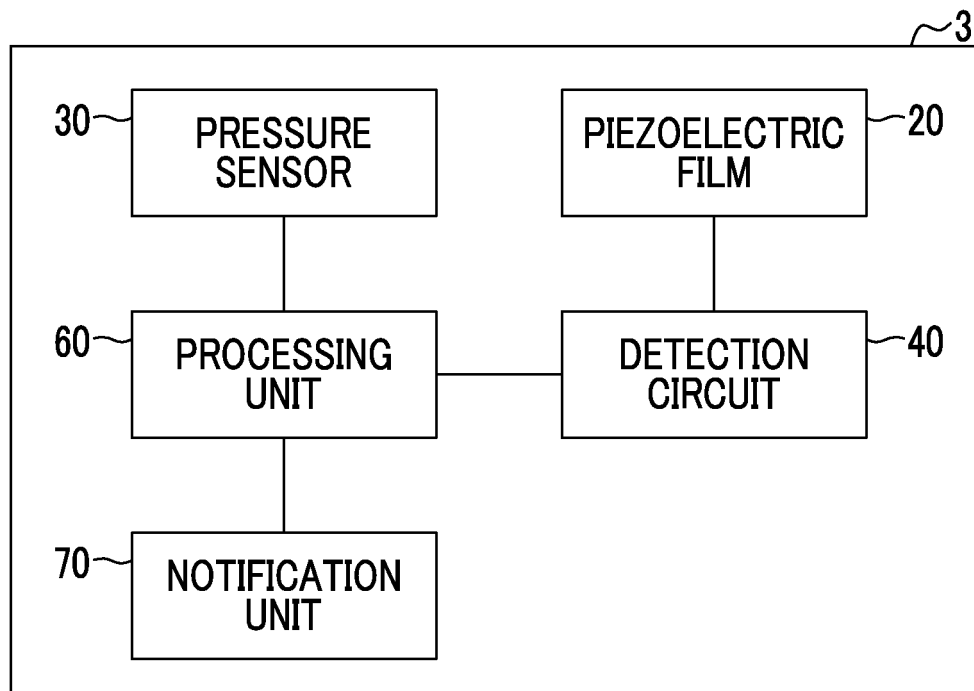 3
30
PRESSURE
SENSOR
PIEZOELECTRIC
FILM
20
60
PROCESSING
UNIT
DETECTION
CIRCUIT
40
70
NOTIFICATION
UNIT